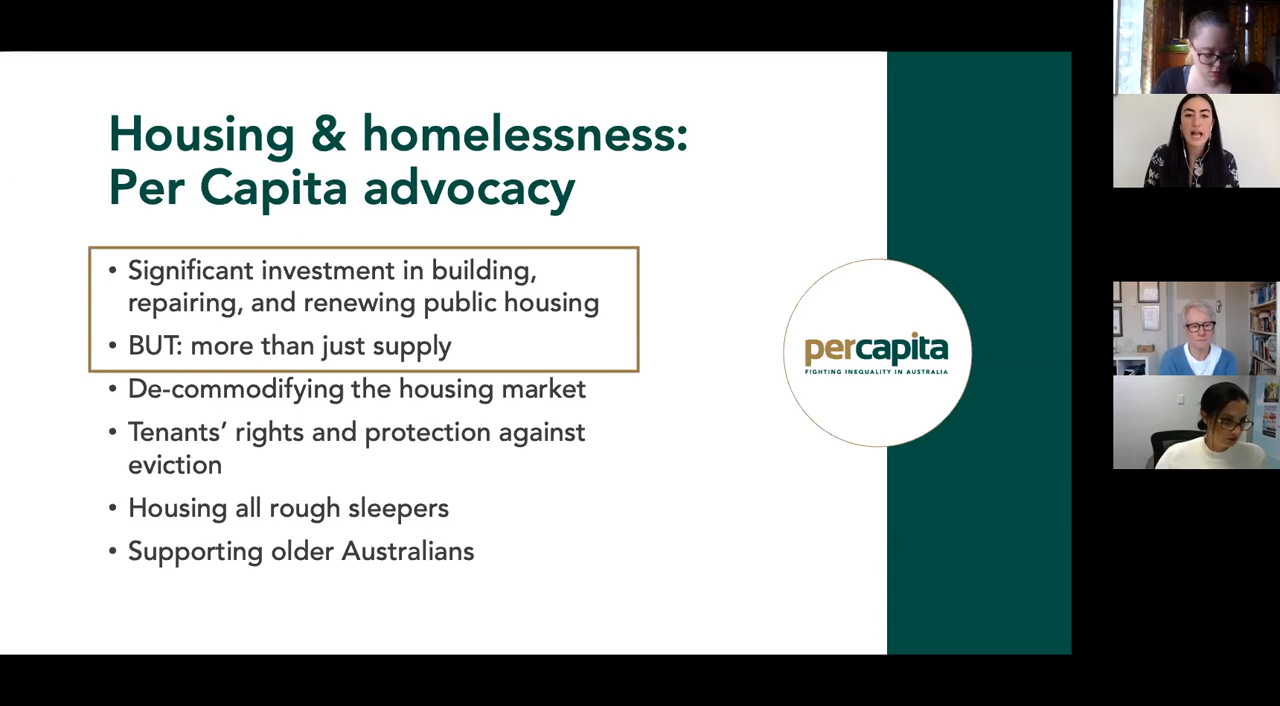 Housing & homelessness:
Per Capita advocacy
• Significant investment in building,
repairing, and renewing public housing
• BUT: more than just supply
• De-commodifying the housing market
• Tenants’ rights and protection against
eviction
• Housing all rough sleepers
• Supporting older Australians
percapita
FIGHTING INEQUALITY IN AUSTRALIA